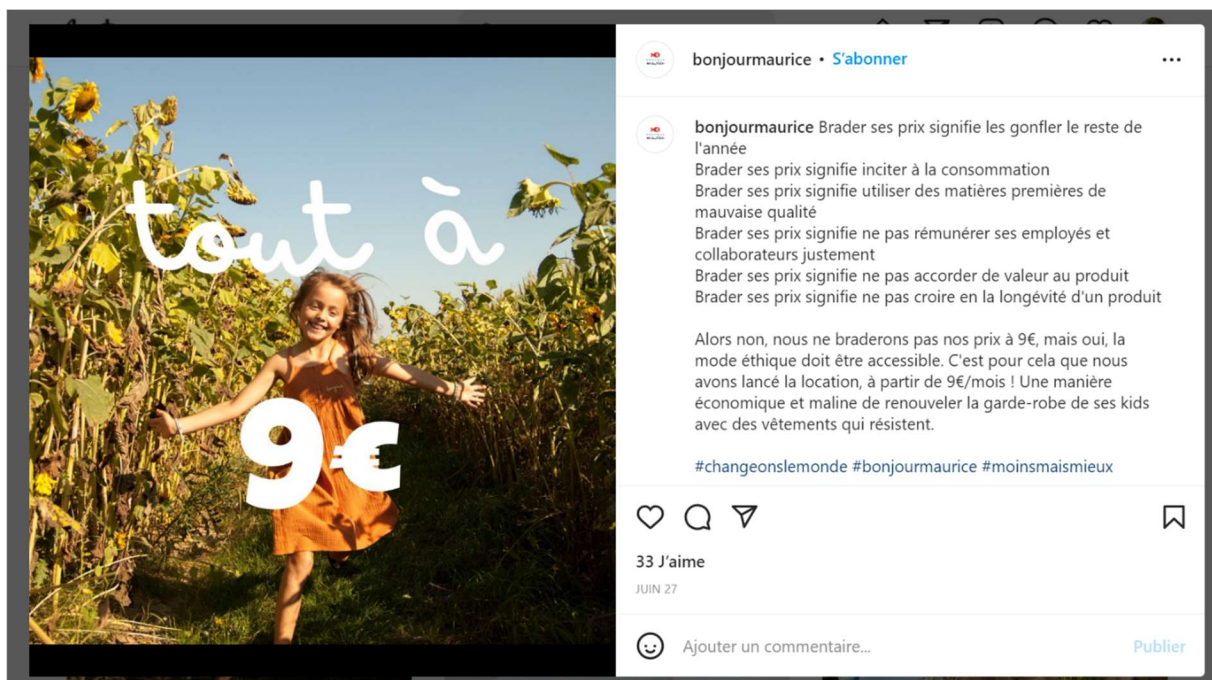 tout à
9€
bonjourmaurice • S'abonner
bonjourmaurice Brader ses prix signifie les gonfler le reste de
l'année
Brader ses prix signifie inciter à la consommation
Brader ses prix signifie utiliser des matières premières de
mauvaise qualité
Brader ses prix signifie ne pas rémunérer ses employés et
collaborateurs justement
Brader ses prix signifie ne pas accorder de valeur au produit
Brader ses prix signifie ne pas croire en la longévité d'un produit
Alors non, nous ne braderons pas nos prix à 9€, mais oui, la
mode éthique doit être accessible. C'est pour cela que nous
avons lancé la location, à partir de 9€/mois ! Une manière
économique et maline de renouveler la garde-robe de ses kids
avec des vêtements qui résistent.
#changeonslemonde #bonjourmaurice #moinsmaismieux
33 J'aime
JUIN 27
Ajouter un commentaire...
Publier